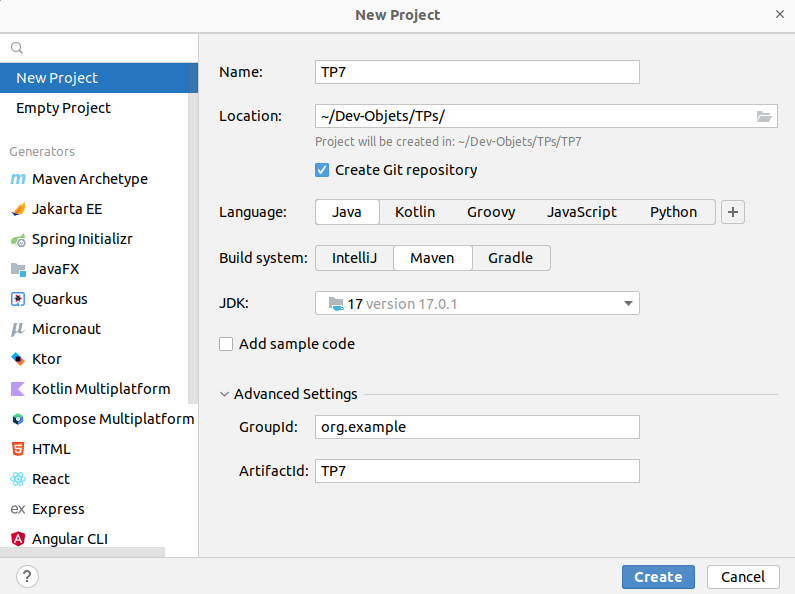 New Project
New Project
Empty Project
Generators
m Maven Archetype
Jakarta EE
Spring Initializr
JavaFX
Quarkus
μ Micronaut
Ktor
Kotlin Multiplatform
Compose Multiplatform
HTML
React
ex Express
Angular CLI
Name: TP7
Location: ~/Dev-Objets/TPs/
Project will be created in: ~/Dev-Objets/TPs/TP7
Create Git repository
Language: Java Kotlin Groovy JavaScript Python +
Build system: IntelliJ Maven Gradle
JDK: 17 version 17.0.1
Add sample code
Advanced Settings
GroupId: org.example
ArtifactId: TP7
? Create Cancel